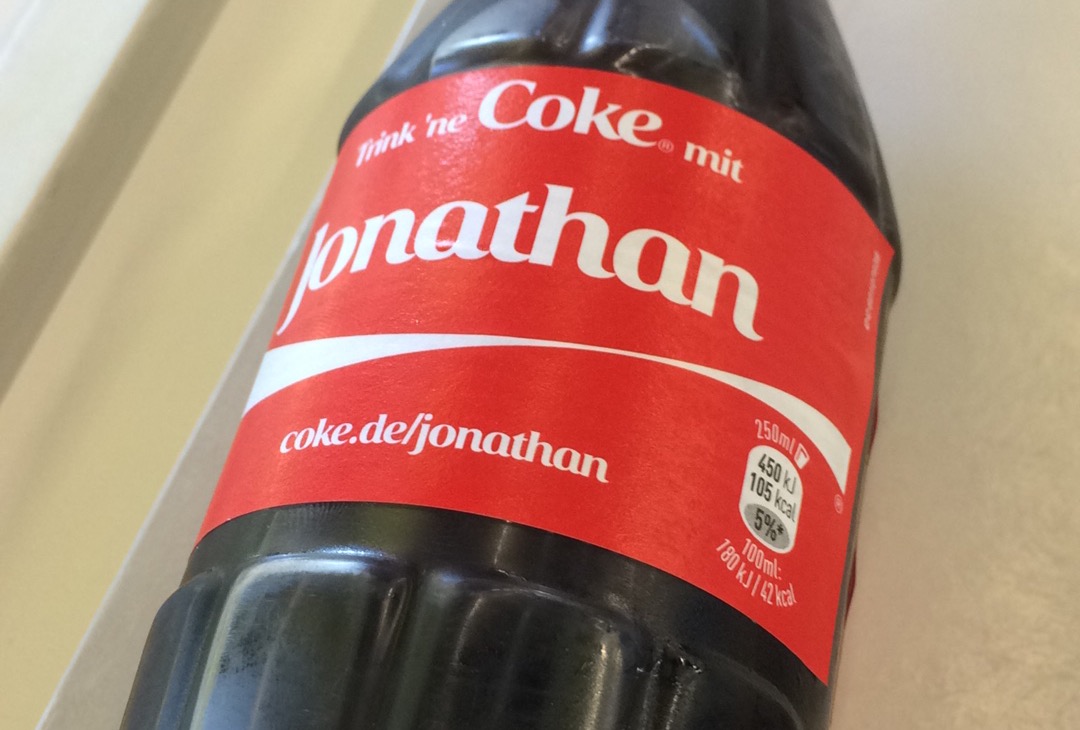 Trink 'ne Coke® mit
Jonathan
coke.de/jonathan
250ml
450 kJ
105 kcal
5%*
100ml:
180 kJ | 42 kcal
®